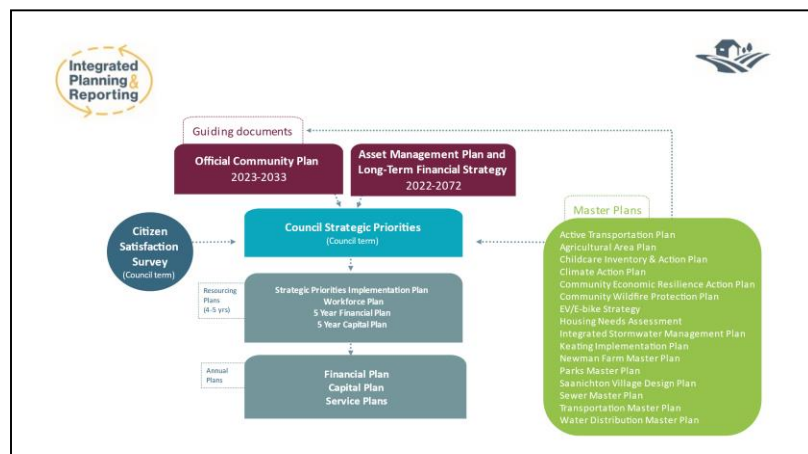 Integrated
Planning &
Reporting
Guiding documents
Official Community Plan
2023-2033
Asset Management Plan and
Long-Term Financial Strategy
2022-2072
Citizen
Satisfaction
Survey
(Council term)
Council Strategic Priorities
(Council term)
Resourcing
Plans
(4-5 yrs)
Strategic Priorities Implementation Plan
Workforce Plan
5 Year Financial Plan
5 Year Capital Plan
Annual
Plans
Financial Plan
Capital Plan
Service Plans
Master Plans
Active Transportation Plan
Agricultural Area Plan
Childcare Inventory & Action Plan
Climate Action Plan
Community Economic Resilience Action Plan
Community Wildfire Protection Plan
EV/E-bike Strategy
Housing Needs Assessment
Integrated Stormwater Management Plan
Keating Implementation Plan
Newman Farm Master Plan
Parks Master Plan
Saanichton Village Design Plan
Sewer Master Plan
Transportation Master Plan
Water Distribution Master Plan